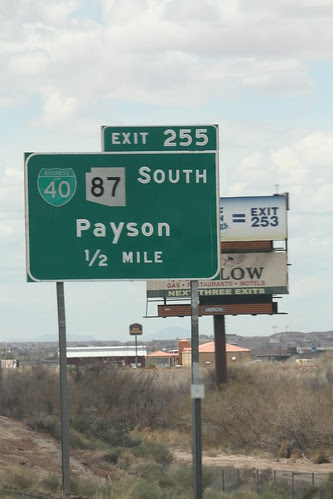 EXIT 255
BUSINESS
40 87 SOUTH
Payson
1/2 MILE
= EXIT
253
LOW
GAS • RESTAURANTS • MOTELS
NEXT THREE EXITS